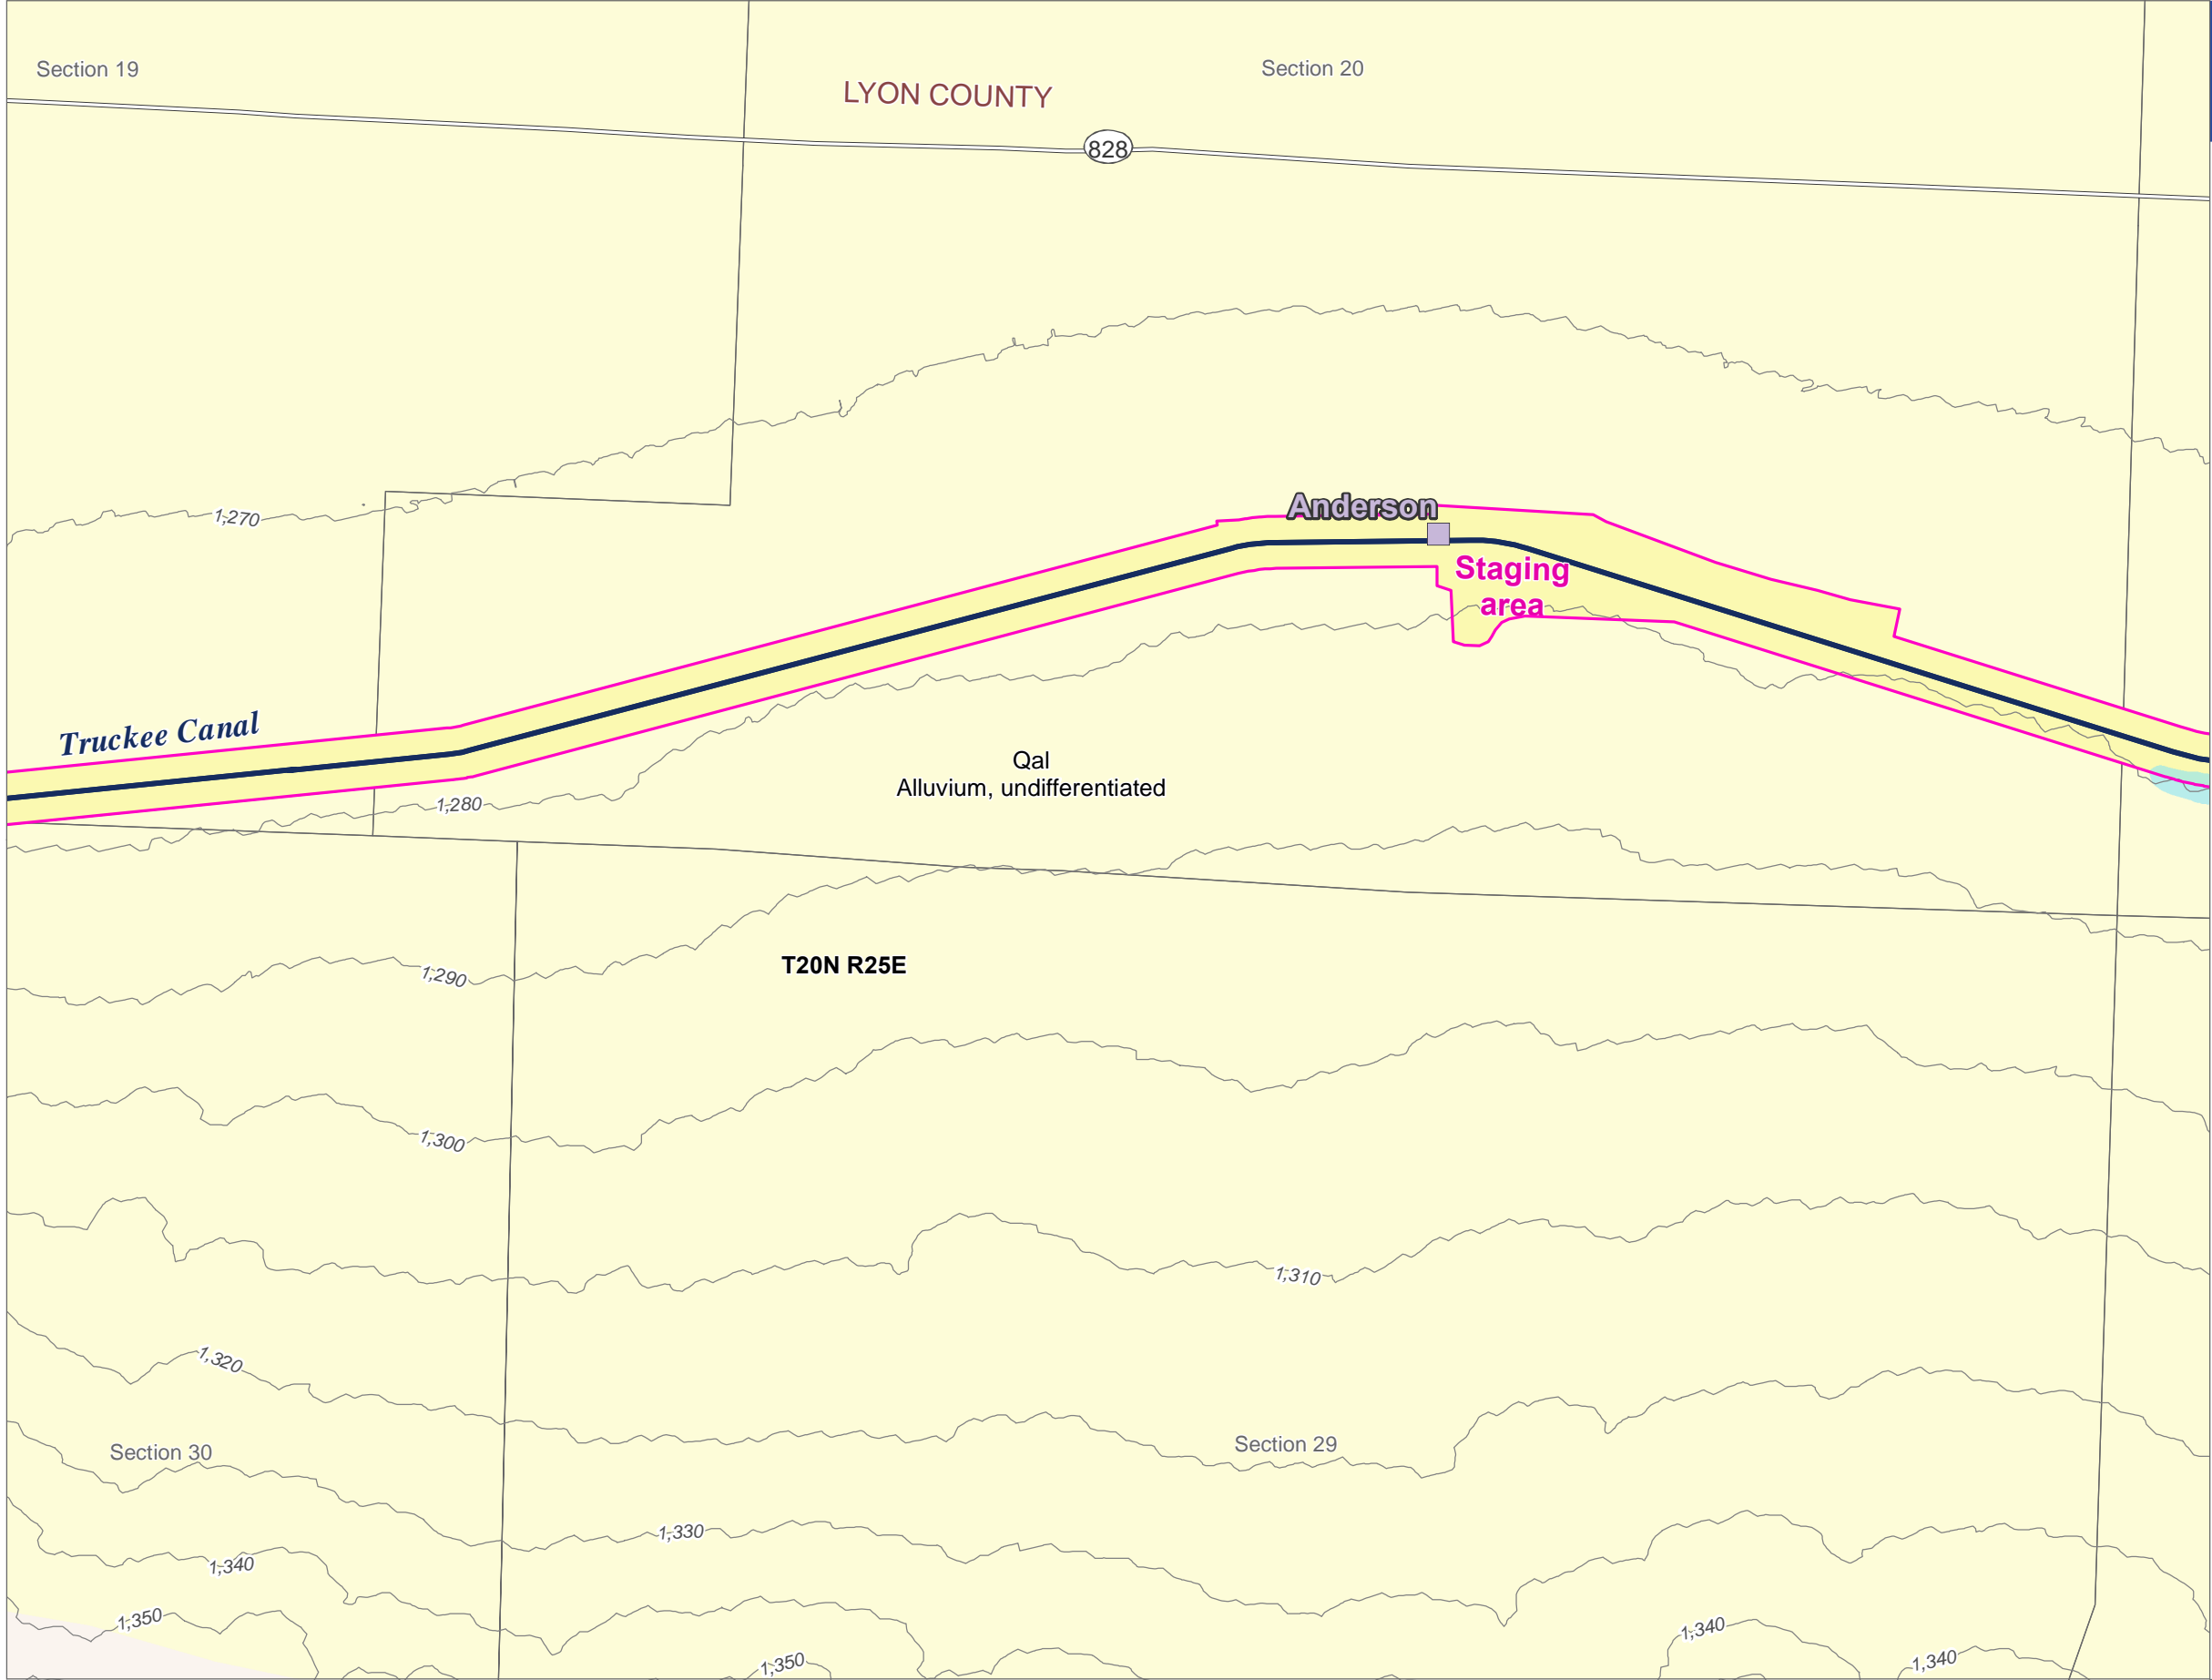 Section 19
Section 20
LYON COUNTY
828
1,270
Anderson
Staging
area
Truckee Canal
Qal
Alluvium, undifferentiated
1,280
T20N R25E
1,290
1,300
1,310
1,320
Section 30
Section 29
1,330
1,340
1,350
1,340
1,350
1,340